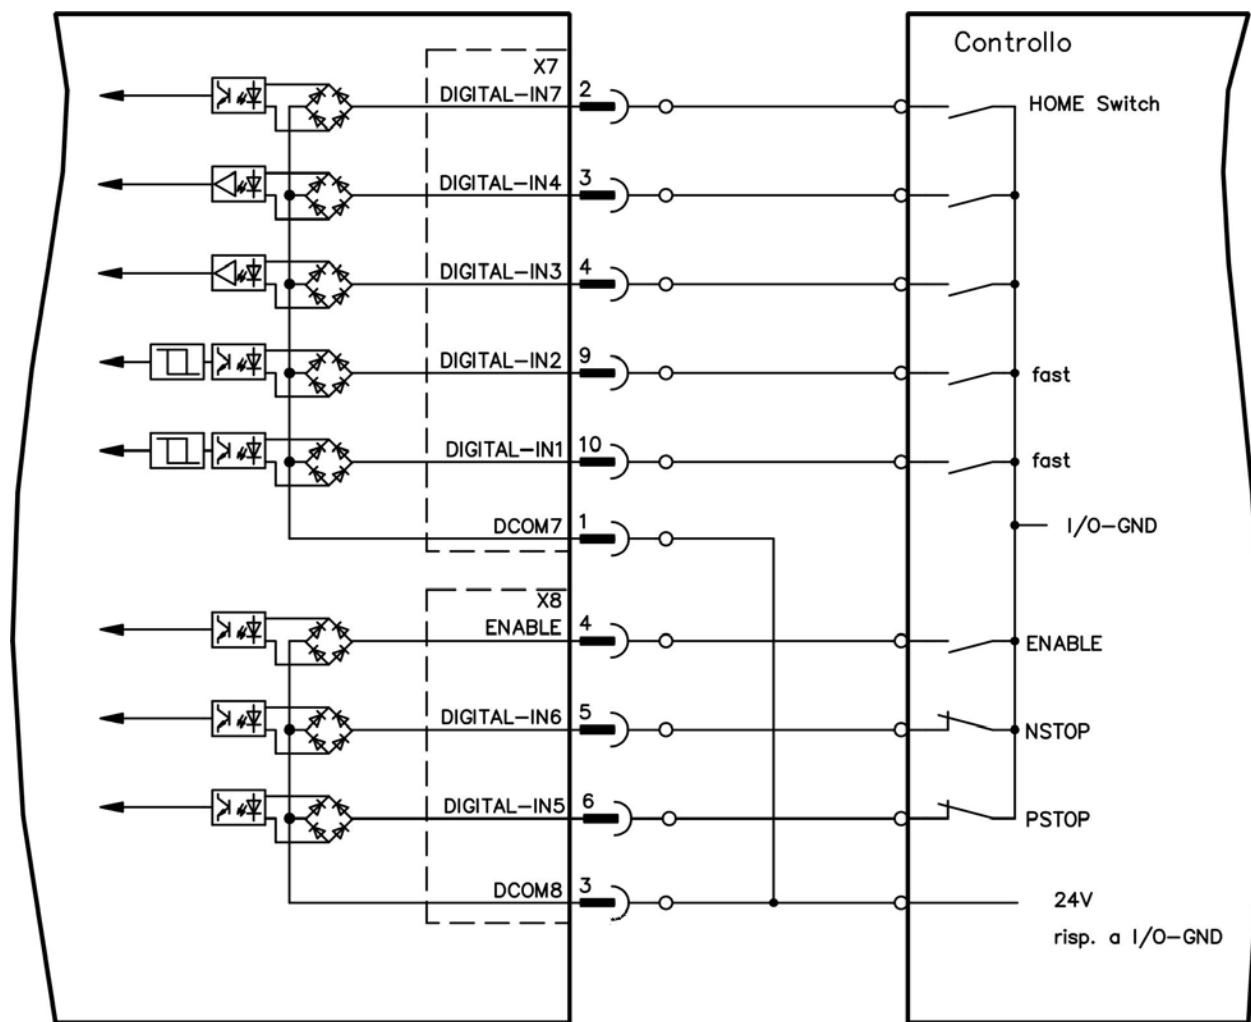 Controllo
X7
DIGITAL-IN7 2 HOME Switch
DIGITAL-IN4 3
DIGITAL-IN3 4
DIGITAL-IN2 9 fast
DIGITAL-IN1 10 fast
DCOM7 1 I/O-GND
X8
ENABLE 4 ENABLE
DIGITAL-IN6 5 NSTOP
DIGITAL-IN5 6 PSTOP
DCOM8 3 24V
risp. a I/O-GND